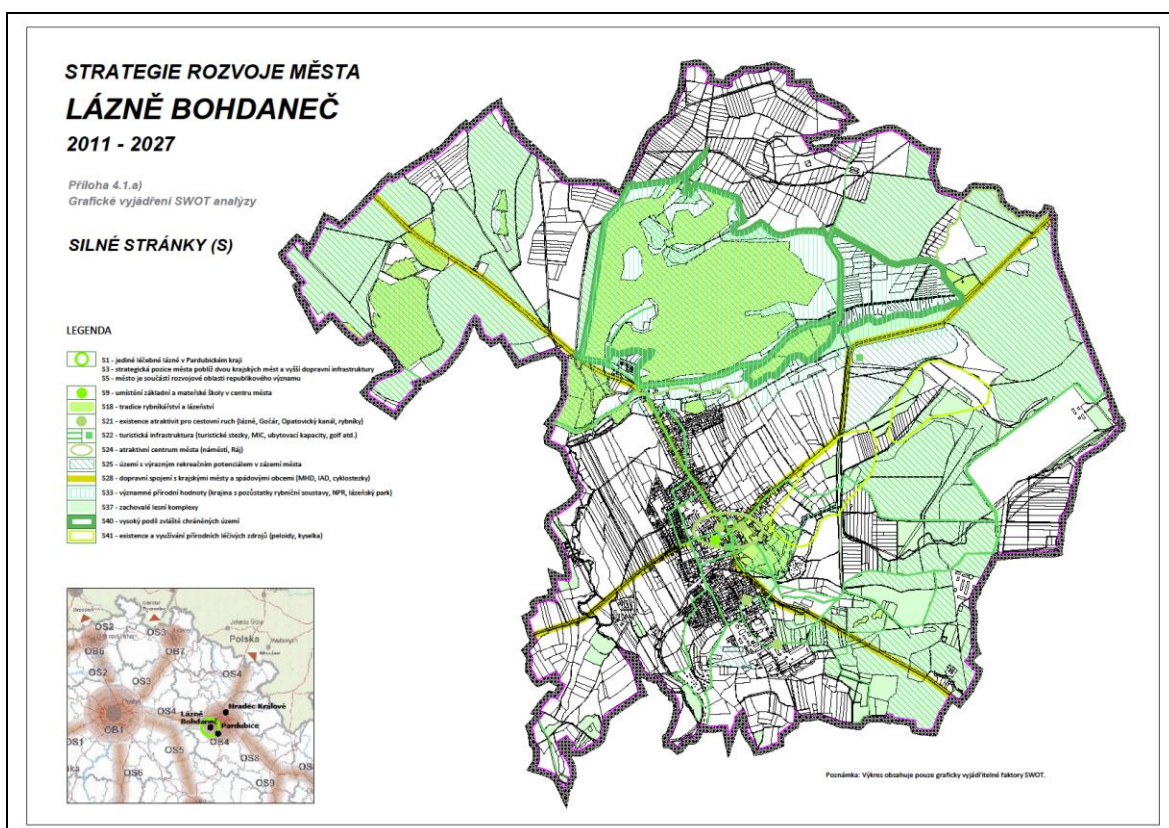 STRATEGIE ROZVOJE MĚSTA
LÁZNĚ BOHDANEČ
2011 - 2027
Příloha 4.1.a)
Grafické vyjádření SWOT analýzy
SILNÉ STRÁNKY (S)
LEGENDA
S1 - jediné léčebné lázně v Pardubickém kraji
S3 - strategická pozice města poblíž dvou krajských měst a vyšší dopravní infrastruktury
S5 - město je součástí rozvojové oblasti republikového významu
S9 - umístění základní a mateřské školy v centru města
S18 - tradice rybníkářství a lázeňství
S21 - existence atraktivit pro cestovní ruch (lázně, Gočár, Opatovický kanál, rybníky)
S22 - turistická infrastruktura (turistické stezky, MIC, ubytovací kapacity, golf atd.)
S24 - atraktivní centrum města (náměstí, Ráj)
S25 - území s výrazným rekreačním potenciálem v zázemí města
S28 - dopravní spojení s krajskými městy a spádovými obcemi (MHD, IAD, cyklostezky)
S33 - významné přírodní hodnoty (krajina s pozůstatky rybniční soustavy, NPR, lázeňský park)
S37 - zachovalé lesní komplexy
S40 - vysoký podíl zvláště chráněných území
S41 - existence a využívání přírodních léčivých zdrojů (peloidy, kyselka)
OS2
OS3
Polska
OB6
OB7
OS2
OS3
OS4
Hradec Králové
OS4
Lázně
Bohdaneč
Pardubice
OB1
OB4
OS1
OS5
OS8
OS6
OS9
Poznámka: Výkres obsahuje pouze graficky vyjádřitelné faktory SWOT.